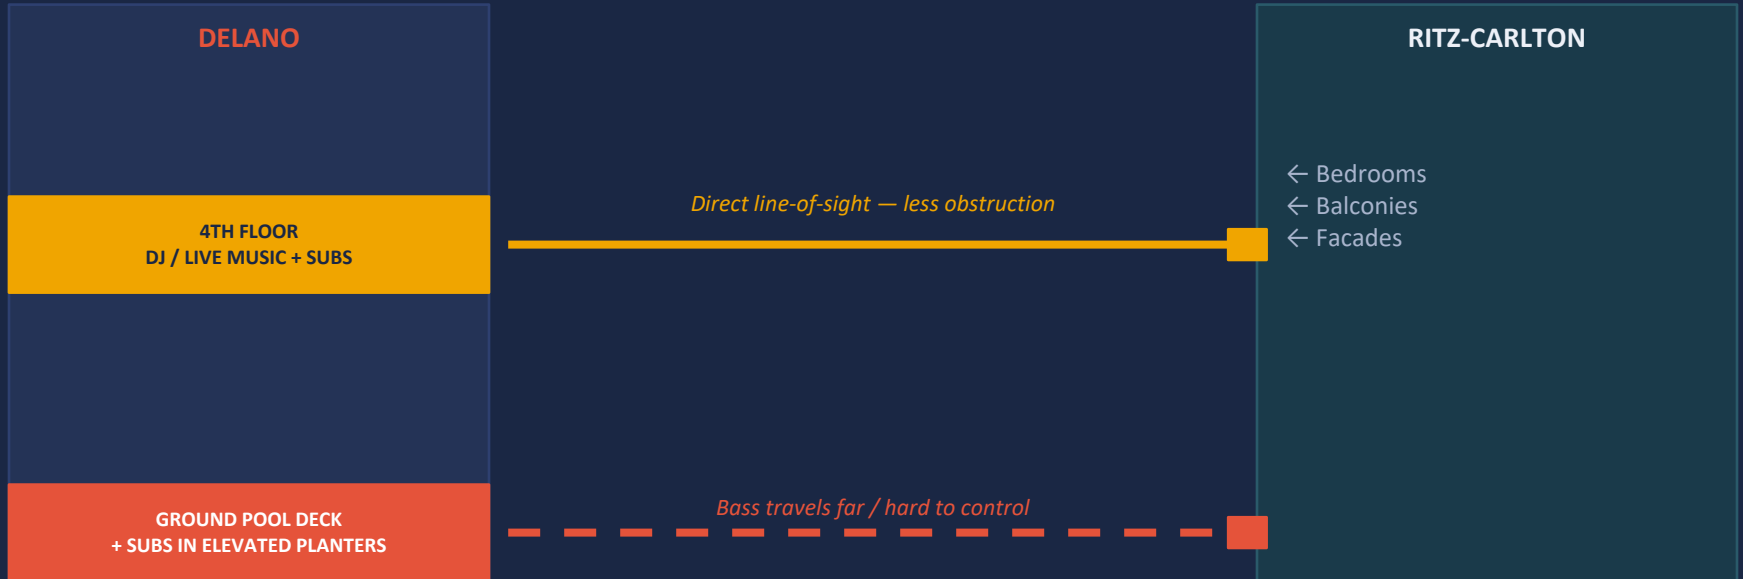 DELANO
RITZ-CARLTON
← Bedrooms
← Balconies
← Facades
Direct line-of-sight — less obstruction
4TH FLOOR
DJ / LIVE MUSIC + SUBS
Bass travels far / hard to control
GROUND POOL DECK
+ SUBS IN ELEVATED PLANTERS